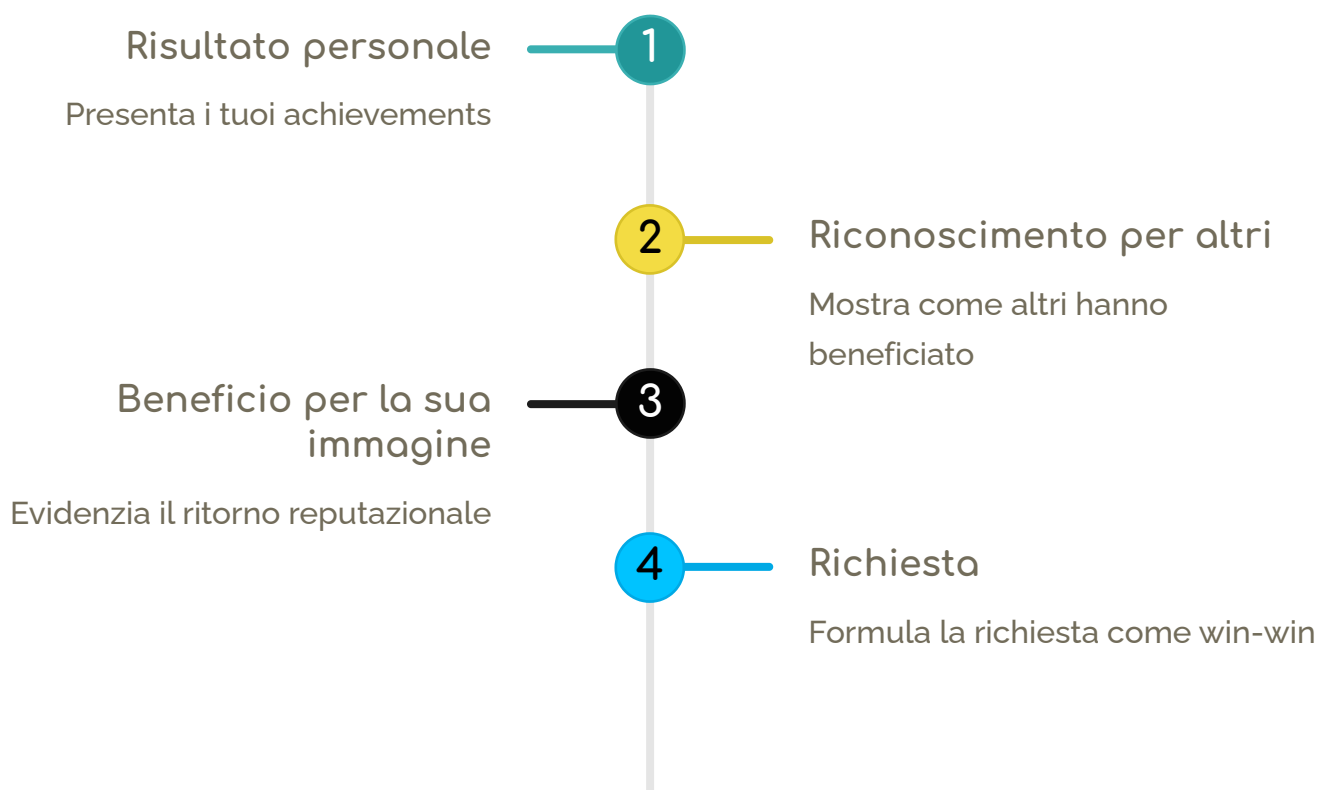 Risultato personale
1
Presenta i tuoi achievements
2
Riconoscimento per altri
Mostra come altri hanno
beneficiato
Beneficio per la sua
immagine
3
Evidenzia il ritorno reputazionale
4
Richiesta
Formula la richiesta come win-win